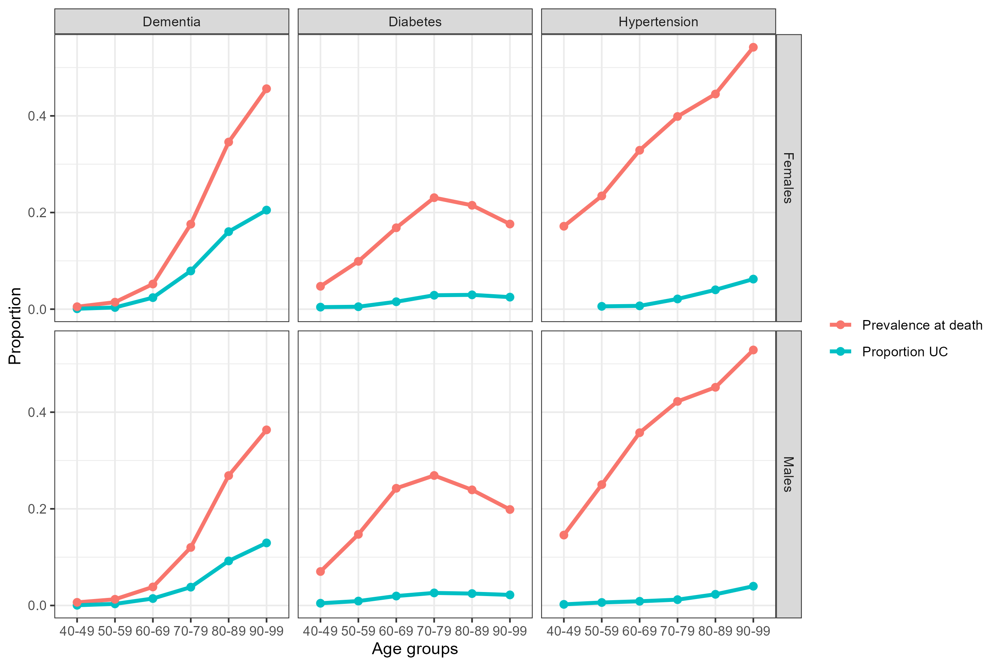 Dementia
Diabetes
Hypertension
Females
Males
Proportion
0.4
0.2
0.0
0.4
0.2
0.0
40-49 50-59 60-69 70-79 80-89 90-99
40-49 50-59 60-69 70-79 80-89 90-99
40-49 50-59 60-69 70-79 80-89 90-99
Age groups
Prevalence at death
Proportion UC